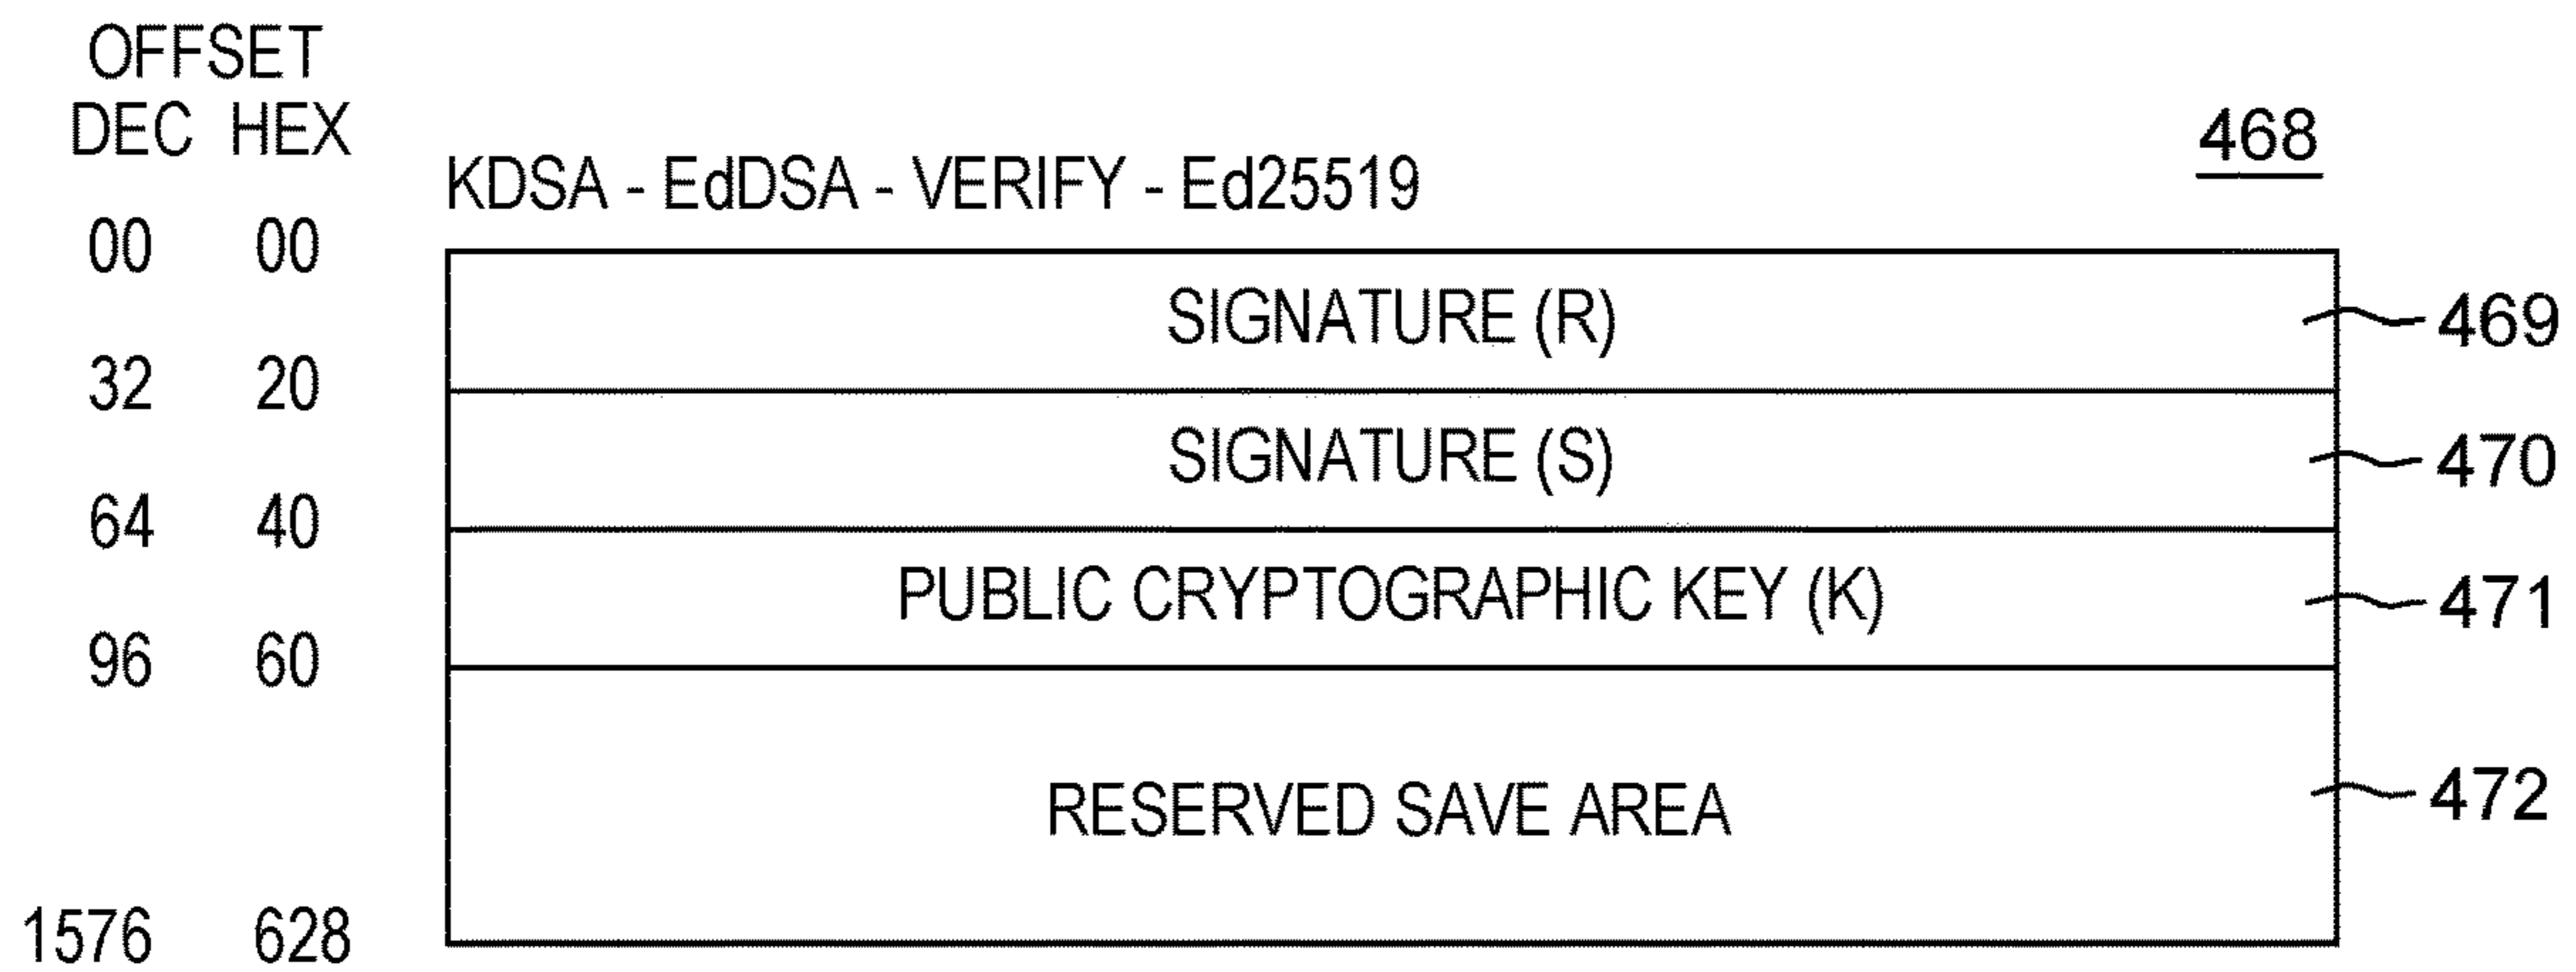 OFFSET
DEC HEX
468
KDSA - EdDSA - VERIFY - Ed25519
00 00
SIGNATURE (R) 469
32 20
SIGNATURE (S) 470
64 40
PUBLIC CRYPTOGRAPHIC KEY (K) 471
96 60
RESERVED SAVE AREA 472
1576 628